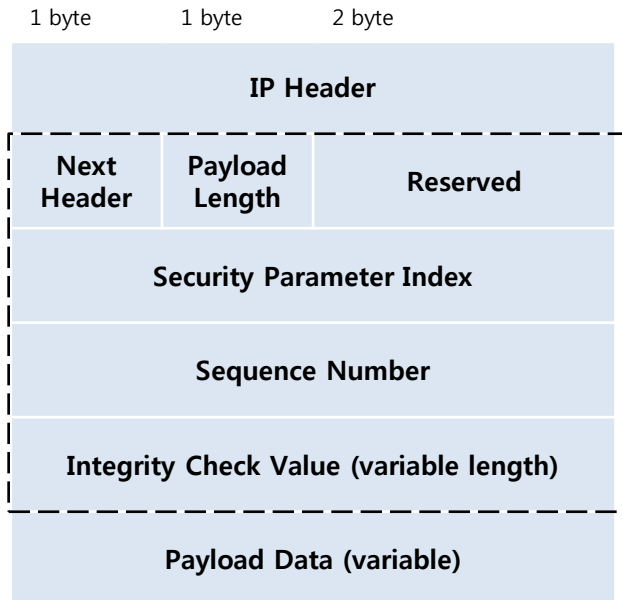 1 byte 1 byte 2 byte
IP Header
Next Header Payload Length Reserved
Security Parameter Index
Sequence Number
Integrity Check Value (variable length)
Payload Data (variable)